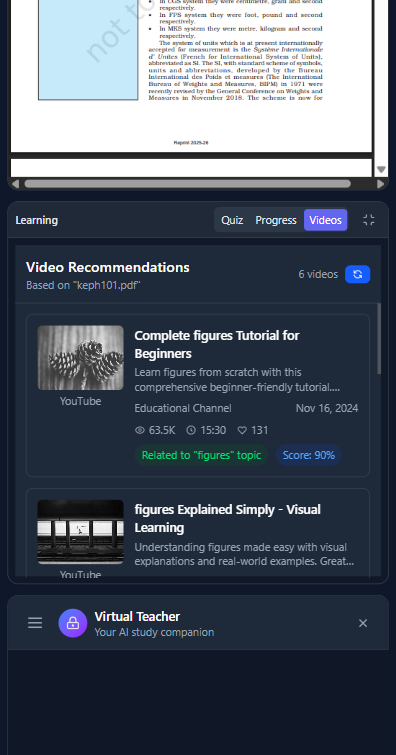 • In CGS system they were centimetre, gram and second
respectively.
• In FPS system they were foot, pound and second
respectively.
• In MKS system they were metre, kilogram and second
respectively.
The system of units which is at present internationally
accepted for measurement is the Système Internationale
d' Unites (French for International System of Units),
abbreviated as SI. The SI, with standard scheme of symbols,
units and abbreviations, developed by the Bureau
International des Poids et measures (The International
Bureau of Weights and Measures, BIPM) in 1971 were
recently revised by the General Conference on Weights and
Measures in November 2018. The scheme is now for
not to
Reprint 2025-26
Learning
Quiz Progress Videos
Video Recommendations
Based on "keph101.pdf"
6 videos
Complete figures Tutorial for
Beginners
Learn figures from scratch with this
comprehensive beginner-friendly tutorial....
YouTube
Educational Channel Nov 16, 2024
63.5K 15:30 131
Related to "figures" topic Score: 90%
figures Explained Simply - Visual
Learning
Understanding figures made easy with visual
explanations and real-world examples. Great...
YouTube
Virtual Teacher
Your AI study companion